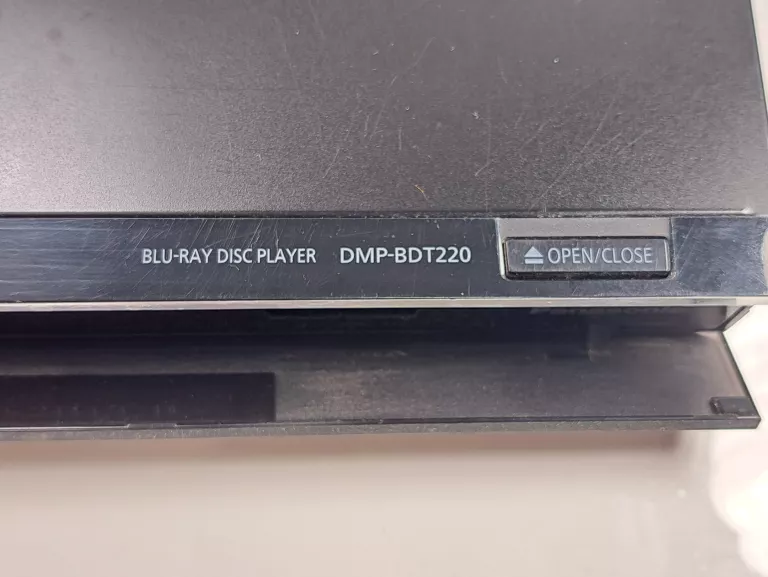 BLU-RAY DISC PLAYER DMP-BDT220 ⏏ OPEN/CLOSE